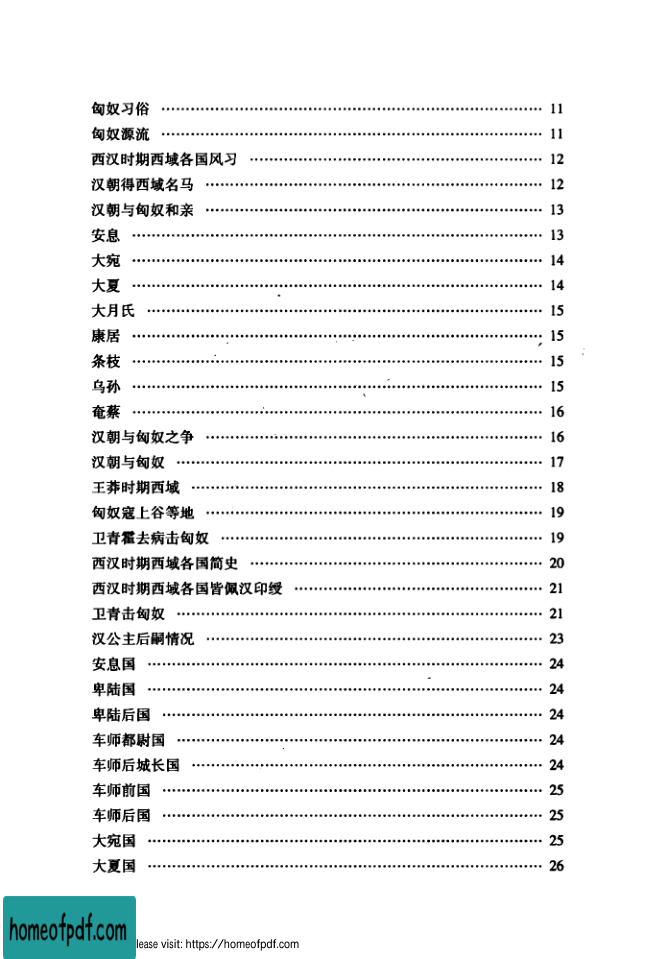 匈奴习俗 …… 11
匈奴源流 …… 11
西汉时期西域各国风习 …… 12
汉朝得西域名马 …… 12
汉朝与匈奴和亲 …… 13
安息 …… 13
大宛 …… 14
大夏 …… 14
大月氏 …… 15
康居 …… 15
条枝 …… 15
乌孙 …… 15
奄蔡 …… 16
汉朝与匈奴之争 …… 16
汉朝与匈奴 …… 17
王莽时期西域 …… 18
匈奴寇上谷等地 …… 19
卫青霍去病击匈奴 …… 19
西汉时期西域各国简史 …… 20
西汉时期西域各国皆佩汉印绶 …… 21
卫青击匈奴 …… 21
汉公主后嗣情况 …… 23
安息国 …… 24
卑陆国 …… 24
卑陆后国 …… 24
车师都尉国 …… 24
车师后城长国 …… 24
车师前国 …… 25
车师后国 …… 25
大宛国 …… 25
大夏国 …… 26
homeofpdf.com
lease visit: https://homeofpdf.com